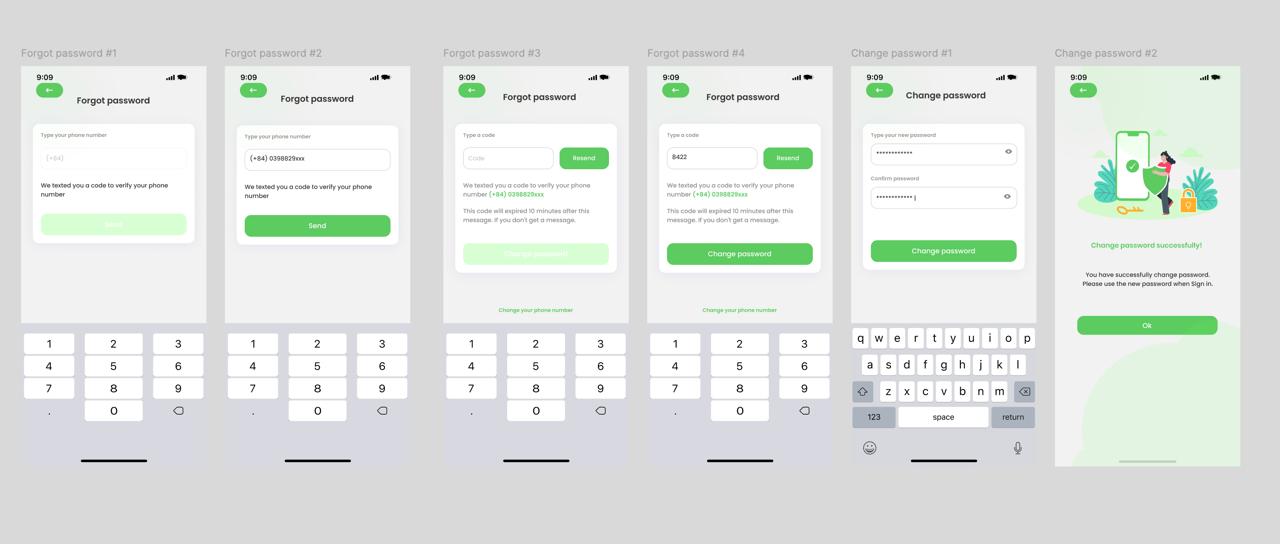 Forgot password #1
9:09
Forgot password
Type your phone number
(+84)
We texted you a code to verify your phone
number
Send
1 2 3
4 5 6
7 8 9
. 0
Forgot password #2
9:09
Forgot password
Type your phone number
(+84) 0398829xxx
We texted you a code to verify your phone
number
Send
1 2 3
4 5 6
7 8 9
. 0
Forgot password #3
9:09
Forgot password
Type a code
Code
Resend
We texted you a code to verify your phone
number (+84) 0398829xxx
This code will expired 10 minutes after this
message. If you don't get a message.
Change password
Change your phone number
1 2 3
4 5 6
7 8 9
. 0
Forgot password #4
9:09
Forgot password
Type a code
8422
Resend
We texted you a code to verify your phone
number (+84) 0398829xxx
This code will expired 10 minutes after this
message. If you don't get a message.
Change password
Change your phone number
1 2 3
4 5 6
7 8 9
. 0
Change password #1
9:09
Change password
Type your new password
************
Confirm password
************ |
Change password
q w e r t y u i o p
a s d f g h j k l
z x c v b n m
123 space return
Change password #2
9:09
Change password successfully!
You have successfully change password.
Please use the new password when Sign in.
Ok